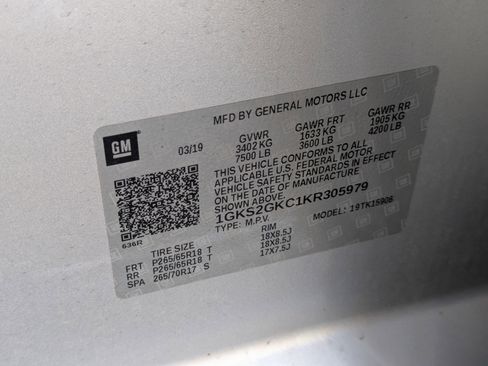 MFD BY GENERAL MOTORS LLC
GM
03/19
GVWR GAWR FRT GAWR RR
3402 KG 1633 KG 1905 KG
7500 LB 3600 LB 4200 LB
THIS VEHICLE CONFORMS TO ALL
APPLICABLE U.S. FEDERAL MOTOR
VEHICLE SAFETY STANDARDS IN EFFECT
ON THE DATE OF MANUFACTURE
SHOWN ABOVE.
1GKS2GKC1KR305979
TYPE: M.P.V. MODEL: 19TK15906
636R
TIRE SIZE RIM
FRT P265/65R18 T 18X8.5J
RR P265/65R18 T 18X8.5J
SPA 265/70R17 S 17X7.5J